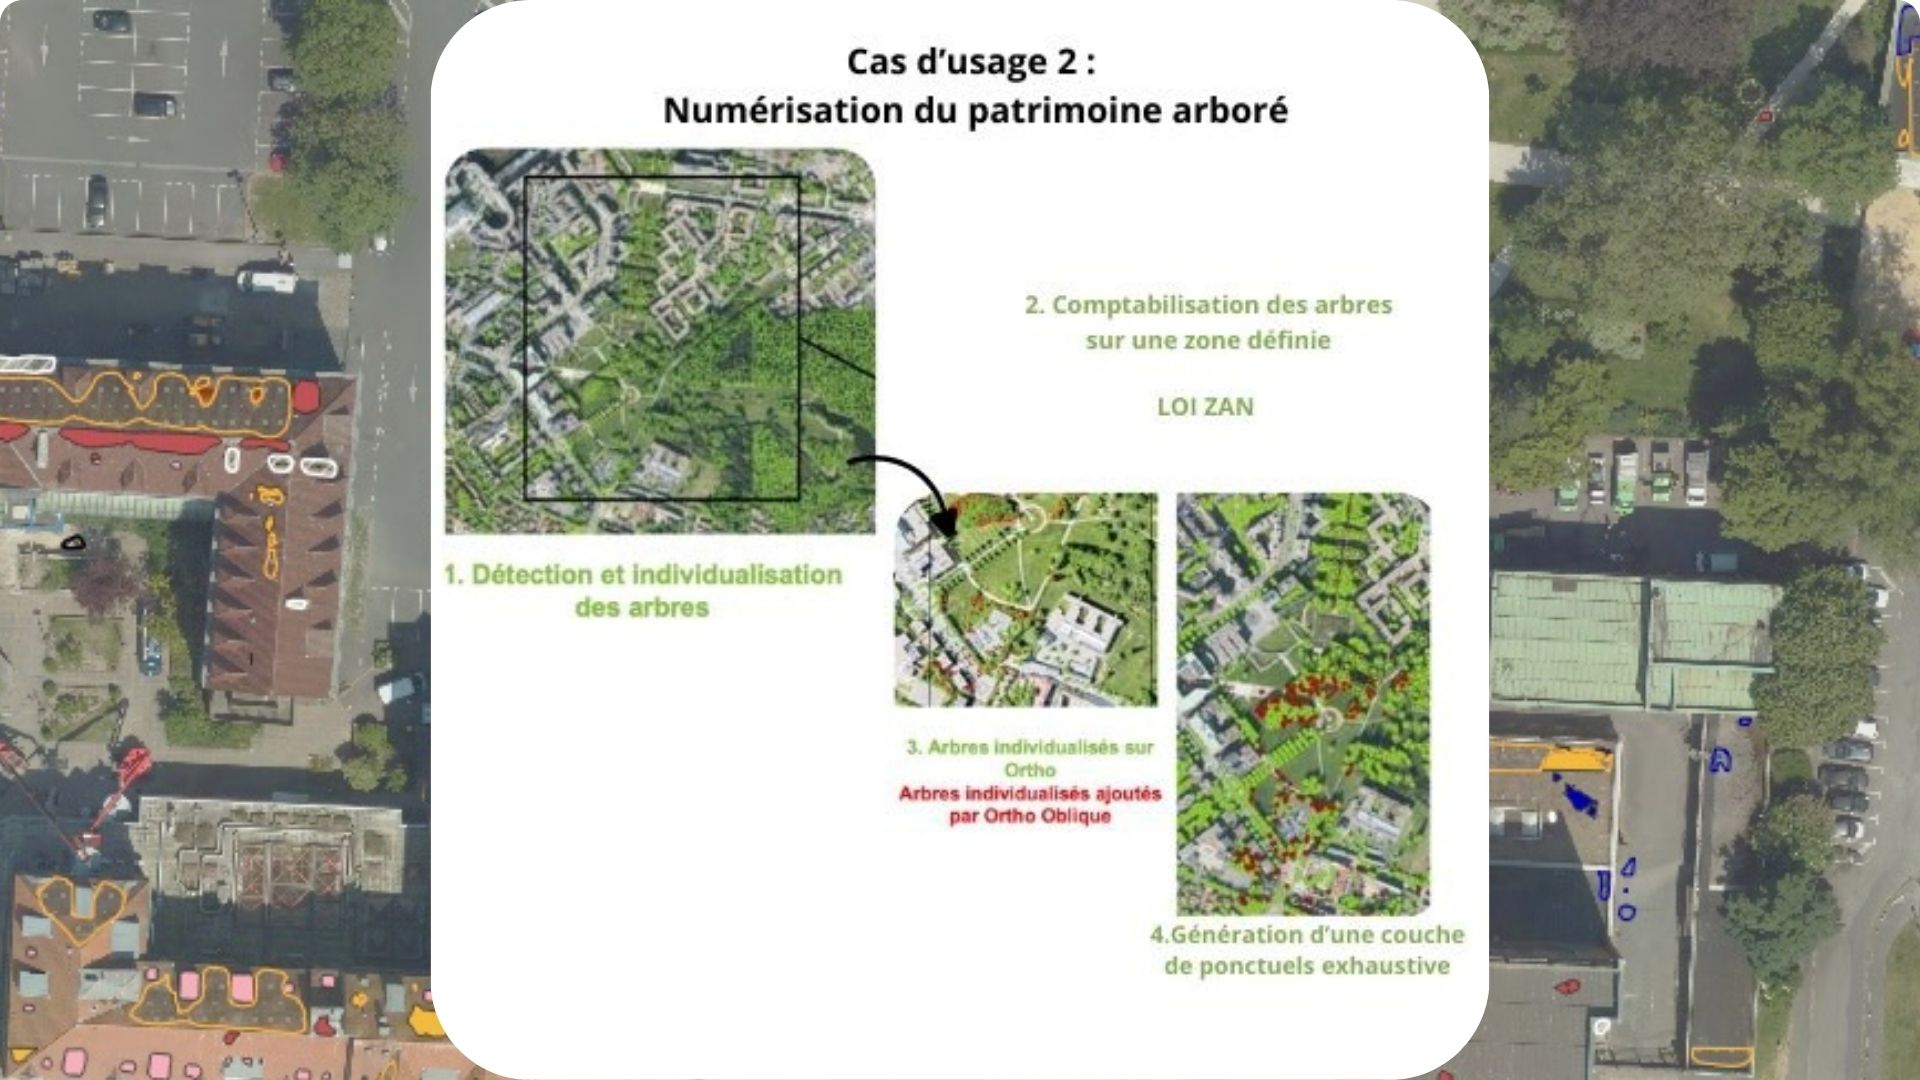 Cas d’usage 2 :
Numérisation du patrimoine arboré
1. Détection et individualisation
des arbres
2. Comptabilisation des arbres
sur une zone définie
LOI ZAN
3. Arbres individualisés sur
Ortho
Arbres individualisés ajoutés
par Ortho Oblique
4.Génération d’une couche
de ponctuels exhaustive